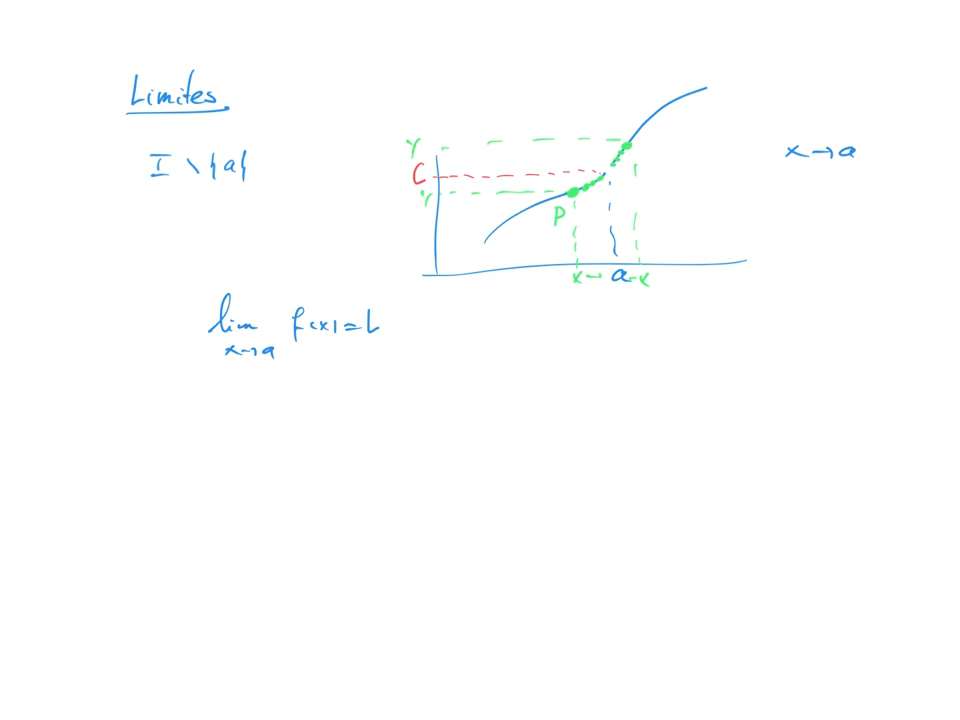 Limites
I \ {a}
Y
C
Y
P
x → a - x
x → a
lim f(x) = L
x → a